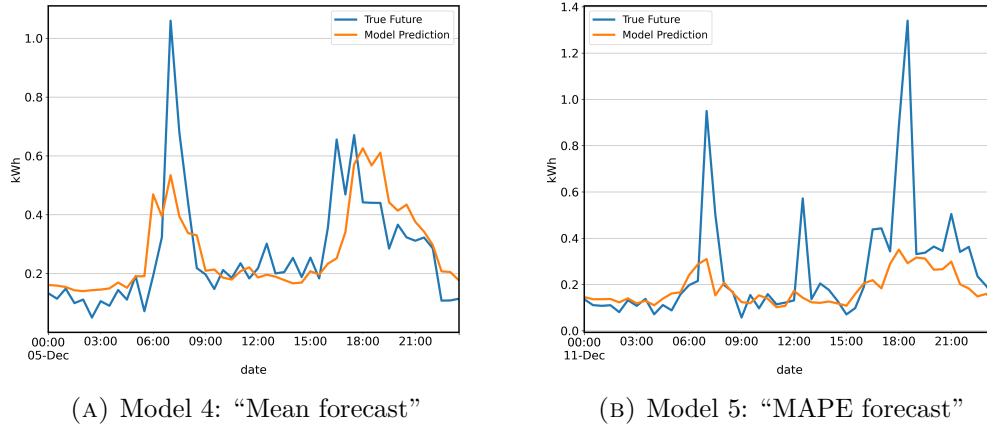 True Future
Model Prediction
1.0
0.8
0.6
0.4
0.2
kWh
00:00 03:00 06:00 09:00 12:00 15:00 18:00 21:00
05-Dec
date
(A) Model 4: “Mean forecast”
True Future
Model Prediction
1.4
1.2
1.0
0.8
0.6
0.4
0.2
0.0
kWh
00:00 03:00 06:00 09:00 12:00 15:00 18:00 21:00
11-Dec
date
(B) Model 5: “MAPE forecast”